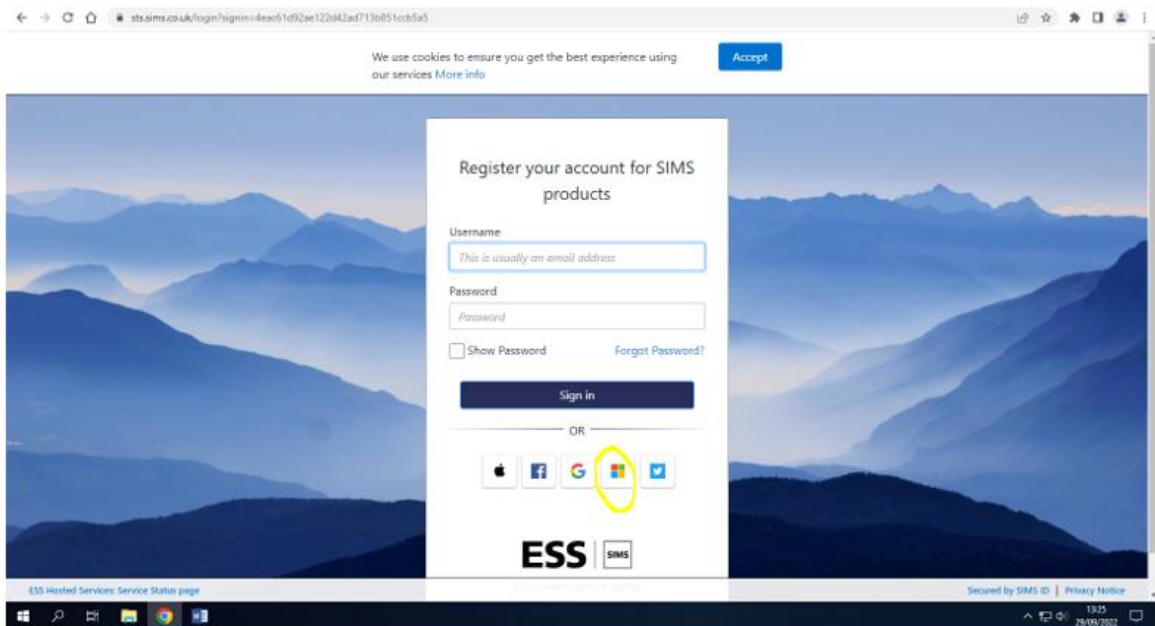 sts.sims.co.uk/login?signin=4eac61d92ae122d42ad713b851ccb5a5
We use cookies to ensure you get the best experience using
our services More info
Accept
Register your account for SIMS
products
Username
This is usually an email address
Password
Password
Show Password
Forgot Password?
Sign in
OR
ESS SIMS
ESS Hosted Services: Service Status page
Secured by SIMS ID | Privacy Notice
13:25
29/09/2022